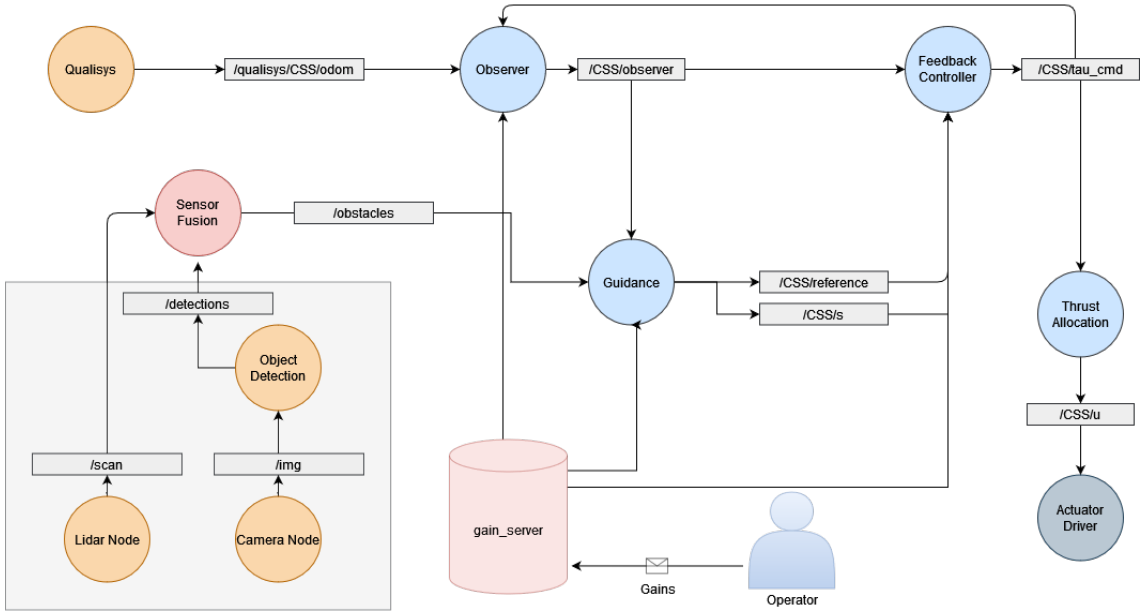 Qualisys
/qualisys/CSS/odom
Observer
/CSS/observer
Feedback
Controller
/CSS/tau_cmd
Sensor
Fusion
/obstacles
Guidance
/CSS/reference
/CSS/s
Thrust
Allocation
/detections
Object
Detection
/CSS/u
/scan
/img
Lidar Node
Camera Node
gain_server
Actuator
Driver
Gains
Operator